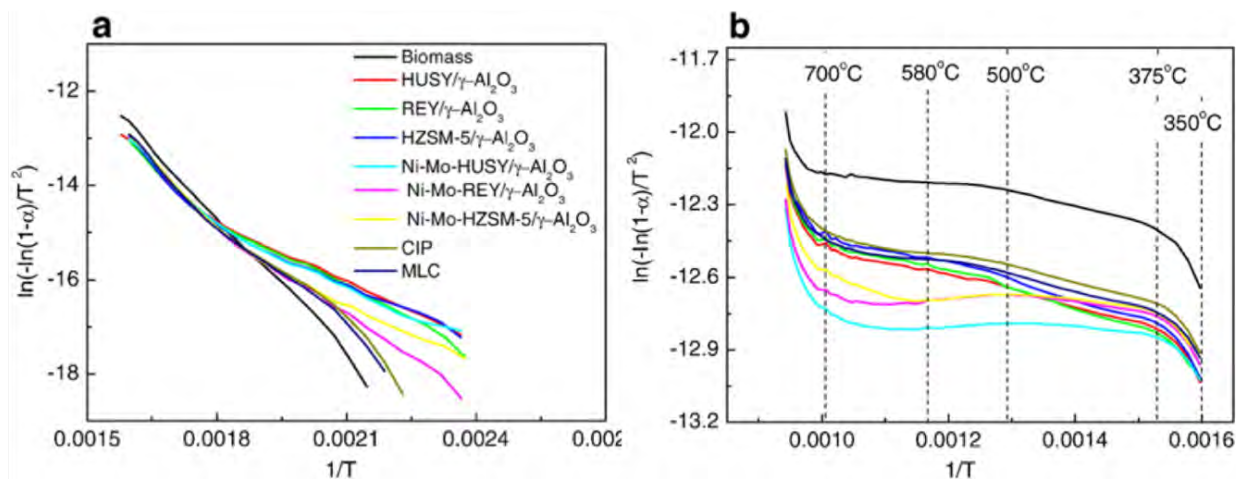 a
ln(-ln(1-α)/T²)
-12
-14
-16
-18
0.0015
0.0018
0.0021
0.0024
1/T
Biomass
HUSY/γ-Al₂O₃
REY/γ-Al₂O₃
HZSM-5/γ-Al₂O₃
Ni-Mo-HUSY/γ-Al₂O₃
Ni-Mo-REY/γ-Al₂O₃
Ni-Mo-HZSM-5/γ-Al₂O₃
CIP
MLC
b
ln(-ln(1-α)/T²)
-11.7
-12.0
-12.3
-12.6
-12.9
-13.2
700°C
580°C
500°C
375°C
350°C
0.0010
0.0012
0.0014
0.0016
1/T